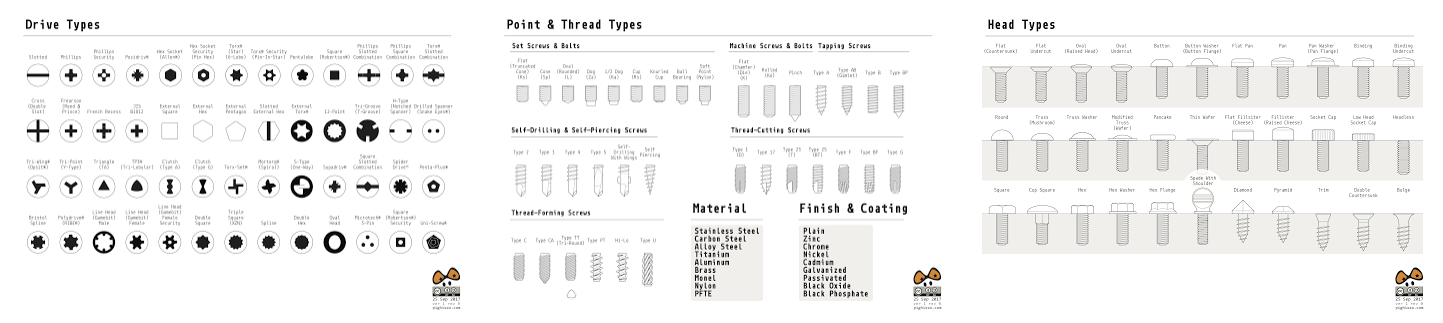 Drive Types
Slotted
Phillips
Phillips
Security
Pozidriv®
Hex Socket
(Allen®)
Hex Socket
Security
(Pin Hex)
Torx®
(Star)
(6-Lobe)
Torx® Security
(Pin-In-Star)
Pentalobe
Square
(Robertson®)
Phillips
Slotted
Combination
Phillips
Square
Combination
Torx®
Slotted
Combination
Cross
(Double
Slot)
Frearson
(Reed &
Prince)
French Recess
JIS
B1012
External
Square
External
Hex
External
Pentagon
Slotted
External Hex
External
Torx®
12-Point
Tri-Groove
(T-Groove)
H-Type
(Notched
Spanner)
Drilled Spanner
(Snake Eyes®)
Tri-Wing®
(Opsit®)
Tri-Point
(Y-Type)
Triangle
(TA)
TP3®
(Tri-Lobular)
Clutch
(Type A)
Clutch
(Type G)
Torx-Set®
Mortorq®
(Spiral)
S-Type
(One-Way)
Supadriv®
Square
Slotted
Combination
Spider
Drive®
Penta-Plus®
Bristol
Spline
Polydrive®
(RIBE®)
Line Head
(Gamebit)
Male
Line Head
(Gamebit)
Female
Line Head
(Gamebit)
Female
Security
Double
Square
Triple
Square
(XZN)
Spline
Double
Hex
Oval
Head
Microtech®
5-Pin
Square
(Robertson®)
Security
Uni-Screw®
25 Sep 2017
ver 1 rev 0
pighixxx.com
Point & Thread Types
Set Screws & Bolts
Flat
(Truncated
Cone)
(Ko)
Cone
(Sp)
Oval
(Rounded)
(L)
Dog
(Za)
1/2 Dog
(Ka)
Cup
(Rs)
Knurled
Cup
Ball
Bearing
Soft
Point
(Nylon)
Machine Screws & Bolts
Tapping Screws
Flat
(Chamfer)
(Din)
(K)
Rolled
(Ko)
Pinch
Type A
Type AB
(Gimlet)
Type B
Type BP
Self-Drilling & Self-Piercing Screws
Type 2
Type 3
Type 4
Type 5
Self-
Drilling
With Wings
Self
Piercing
Thread-Cutting Screws
Type 1
(D)
Type 17
Type 23
(T)
Type 25
(BT)
Type F
Type BF
Type G
Thread-Forming Screws
Type C
Type CA
Type TT
(Tri-Round)
Type PT
Hi-Lo
Type U
Material
Stainless Steel
Carbon Steel
Alloy Steel
Titanium
Aluminum
Brass
Monel
Nylon
PFTE
Finish & Coating
Plain
Zinc
Chrome
Nickel
Cadmium
Galvanized
Passivated
Black Oxide
Black Phosphate
25 Sep 2017
ver 1 rev 0
pighixxx.com
Head Types
Flat
(Countersunk)
Flat
Undercut
Oval
(Raised Head)
Oval
Undercut
Button
Button Washer
(Button Flange)
Flat Pan
Pan
Pan Washer
(Pan Flange)
Binding
Binding
Undercut
Round
Truss
(Mushroom)
Truss Washer
Modified
Truss
(Wafer)
Pancake
Thin Wafer
Flat Fillister
(Cheese)
Fillister
(Raised Cheese)
Socket Cap
Low Head
Socket Cap
Headless
Square
Cup Square
Hex
Hex Washer
Hex Flange
Spade With
Shoulder
Diamond
Pyramid
Trim
Double
Countersunk
Bulge
25 Sep 2017
ver 1 rev 0
pighixxx.com